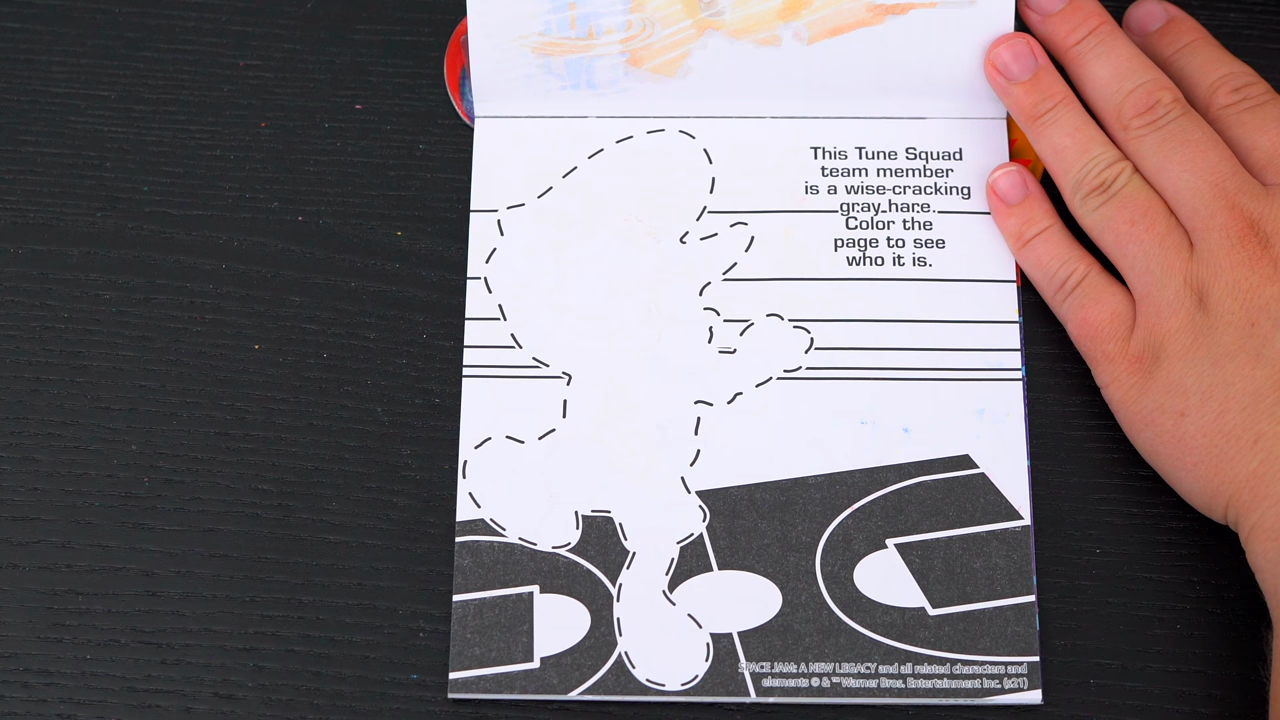 This Tune Squad
team member
is a wise-cracking
gray hare.
Color the
page to see
who it is.
SPACE JAM: A NEW LEGACY and all related characters and
elements © & ™ Warner Bros. Entertainment Inc. (s21)